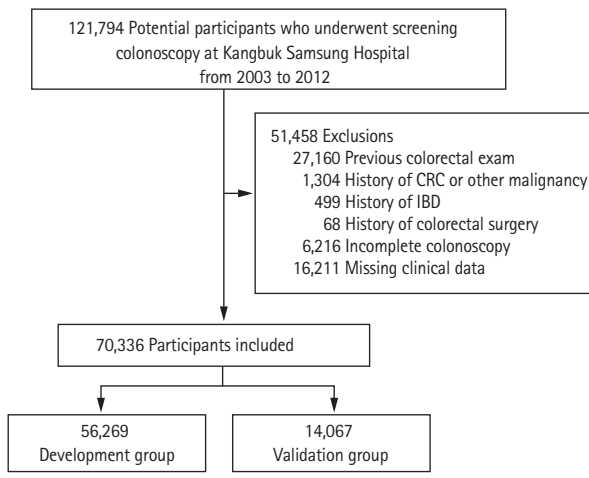 121,794 Potential participants who underwent screening
colonoscopy at Kangbuk Samsung Hospital
from 2003 to 2012
51,458 Exclusions
27,160 Previous colorectal exam
1,304 History of CRC or other malignancy
499 History of IBD
68 History of colorectal surgery
6,216 Incomplete colonoscopy
16,211 Missing clinical data
70,336 Participants included
56,269
Development group
14,067
Validation group